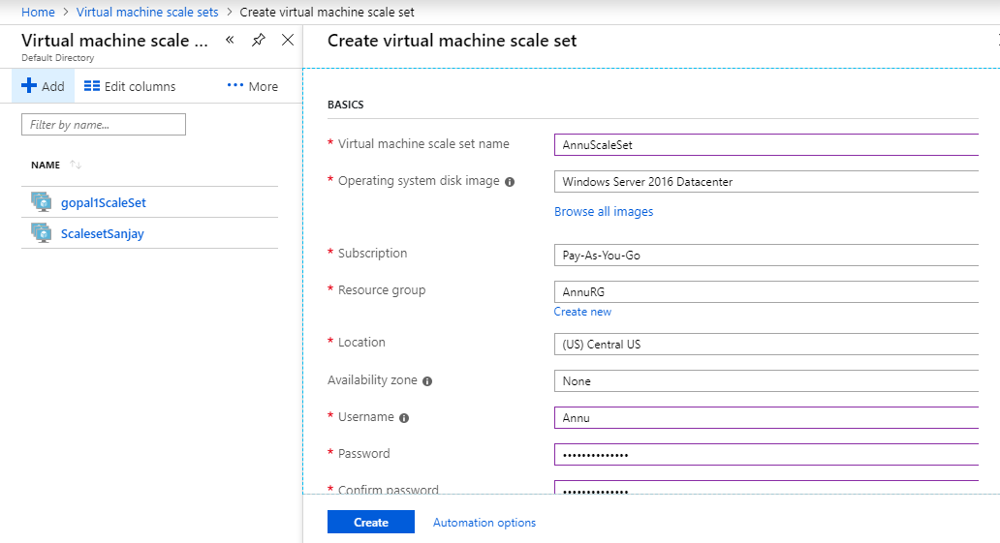 Home > Virtual machine scale sets > Create virtual machine scale set
Virtual machine scale ...
Default Directory
Add Edit columns ... More
Filter by name...
NAME
gopal1ScaleSet
ScalesetSanjay
Create virtual machine scale set
BASICS
* Virtual machine scale set name AnnuScaleSet
* Operating system disk image Windows Server 2016 Datacenter
Browse all images
* Subscription Pay-As-You-Go
* Resource group AnnuRG
Create new
* Location (US) Central US
Availability zone None
* Username Annu
* Password ••••••••••••••
* Confirm password ••••••••••••••
Create Automation options